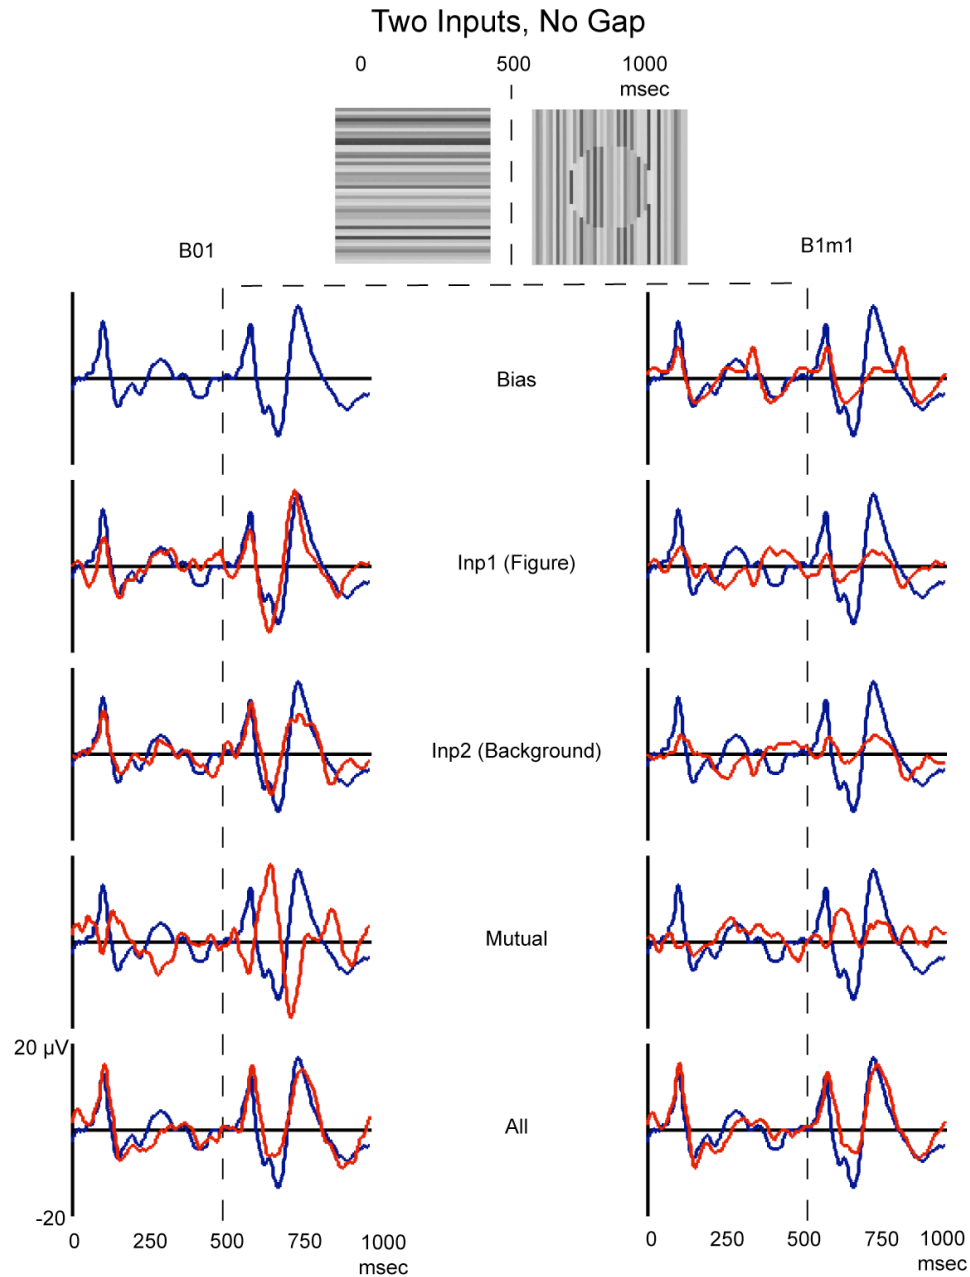 Two Inputs, No Gap
0 500 1000
msec
B01 B1m1
Bias
Inp1 (Figure)
Inp2 (Background)
Mutual
20 µV
All
-20
0 250 500 750 1000
msec
0 250 500 750 1000
msec